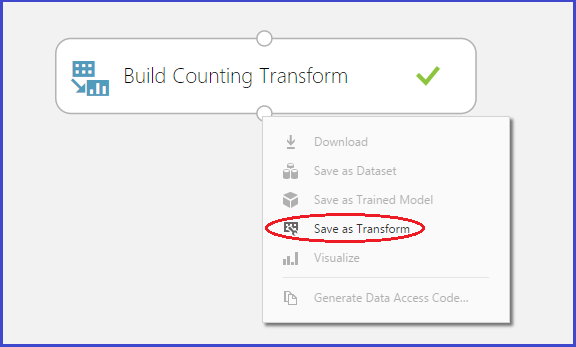 Build Counting Transform
Download
Save as Dataset
Save as Trained Model
Save as Transform
Visualize
Generate Data Access Code...